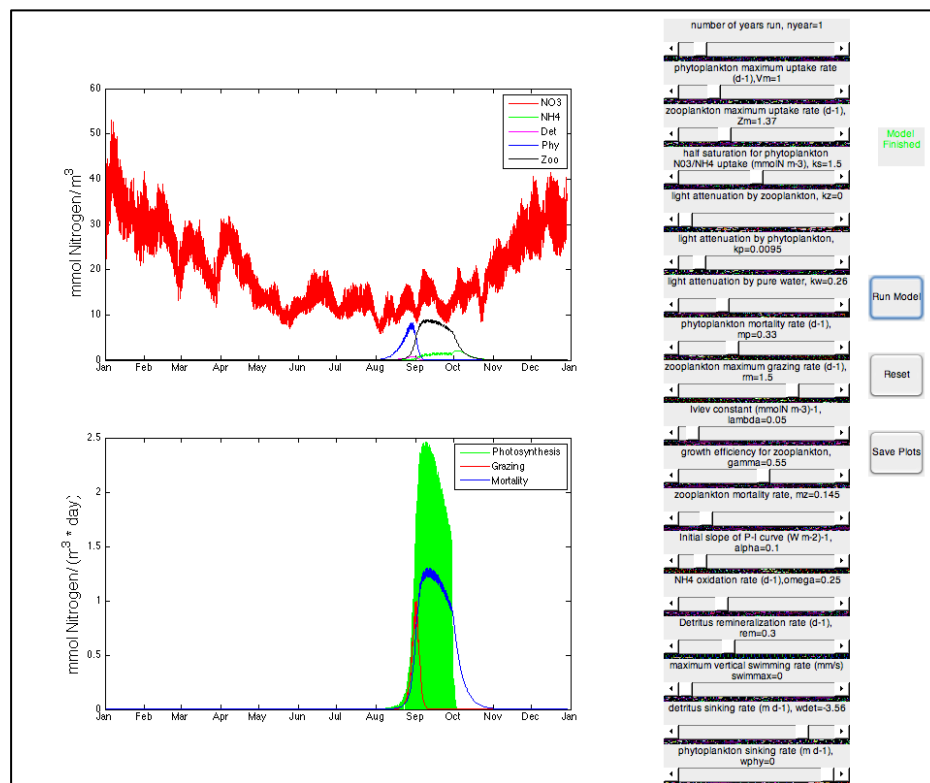 number of years run, nyear=1
phytoplankton maximum uptake rate
(d-1),Vm=1
zooplankton maximum uptake rate (d-1),
Zm=1.37
half saturation for phytoplankton
N03/NH4 uptake (mmolN m-3), ks=1.5
light attenuation by zooplankton, kz=0
light attenuation by phytoplankton,
kp=0.0095
light attenuation by pure water, kw=0.26
phytoplankton mortality rate (d-1),
mp=0.33
zooplankton maximum grazing rate (d-1),
rm=1.5
Ivlev constant (mmolN m-3)-1,
lambda=0.05
growth efficiency for zooplankton,
gamma=0.55
zooplankton mortality rate, mz=0.145
Initial slope of P-I curve (W m-2)-1,
alpha=0.1
NH4 oxidation rate (d-1),omega=0.25
Detritus remineralization rate (d-1),
rem=0.3
maximum vertical swimming rate (mm/s)
swimmax=0
detritus sinking rate (m d-1), wdet=-3.56
phytoplankton sinking rate (m d-1),
wphy=0
Model
Finished
Run Model
Reset
Save Plots
mmol Nitrogen/m³
60
50
40
30
20
10
0
NO3
NH4
Det
Phy
Zoo
Jan Feb Mar Apr May Jun Jul Aug Sep Oct Nov Dec Jan
mmol Nitrogen/(m³ * day)
2.5
2
1.5
1
0.5
0
Photosynthesis
Grazing
Mortality
Jan Feb Mar Apr May Jun Jul Aug Sep Oct Nov Dec Jan